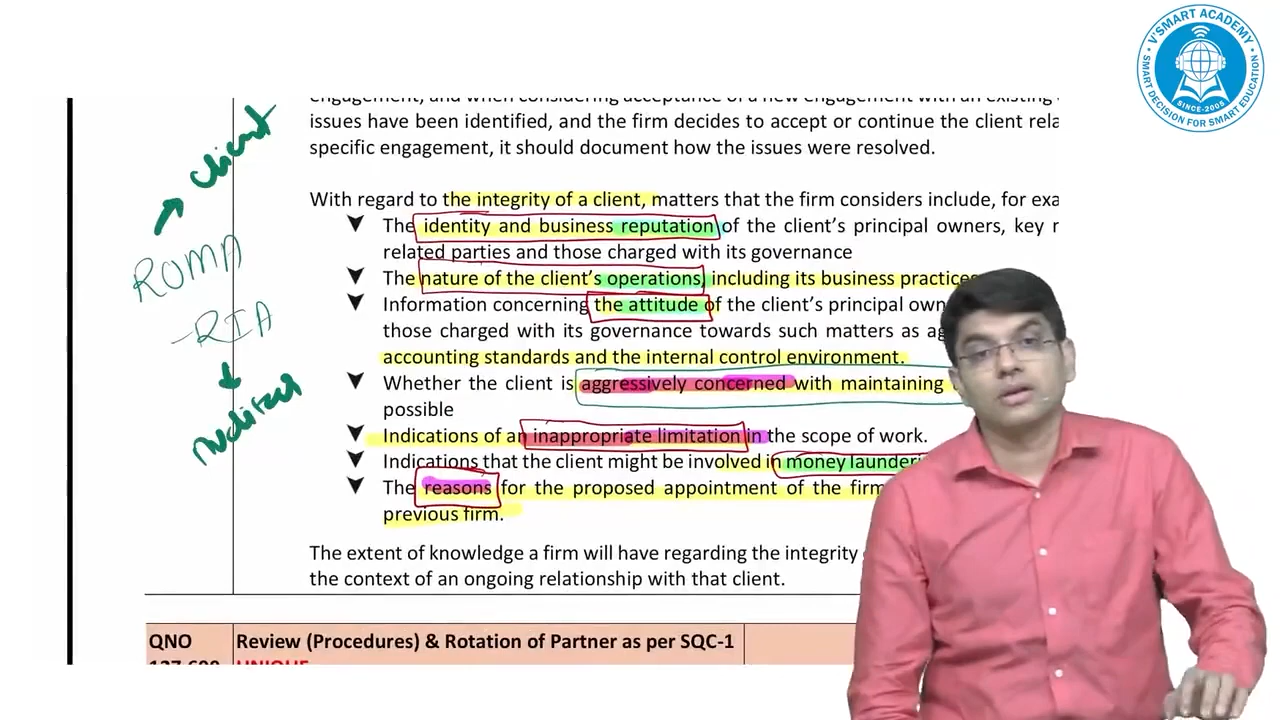 V'SMART ACADEMY
SINCE-2005
SMART DECISION FOR SMART EDUCATION
client
ROMA
-RIA
Auditor
engagement, and when considering acceptance of a new engagement with an existing
issues have been identified, and the firm decides to accept or continue the client rela
specific engagement, it should document how the issues were resolved.
With regard to the integrity of a client, matters that the firm considers include, for exa
The identity and business reputation of the client's principal owners, key
related parties and those charged with its governance
The nature of the client's operations, including its business practices
Information concerning the attitude of the client's principal
those charged with its governance towards such matters as
accounting standards and the internal control environment.
Whether the client is aggressively concerned with maintaining
possible
Indications of an inappropriate limitation in the scope of work.
Indications that the client might be involved in money launderi
The reasons for the proposed appointment of the firm
previous firm.
The extent of knowledge a firm will have regarding the integrity
the context of an ongoing relationship with that client.
QNO
Review (Procedures) & Rotation of Partner as per SQC-1